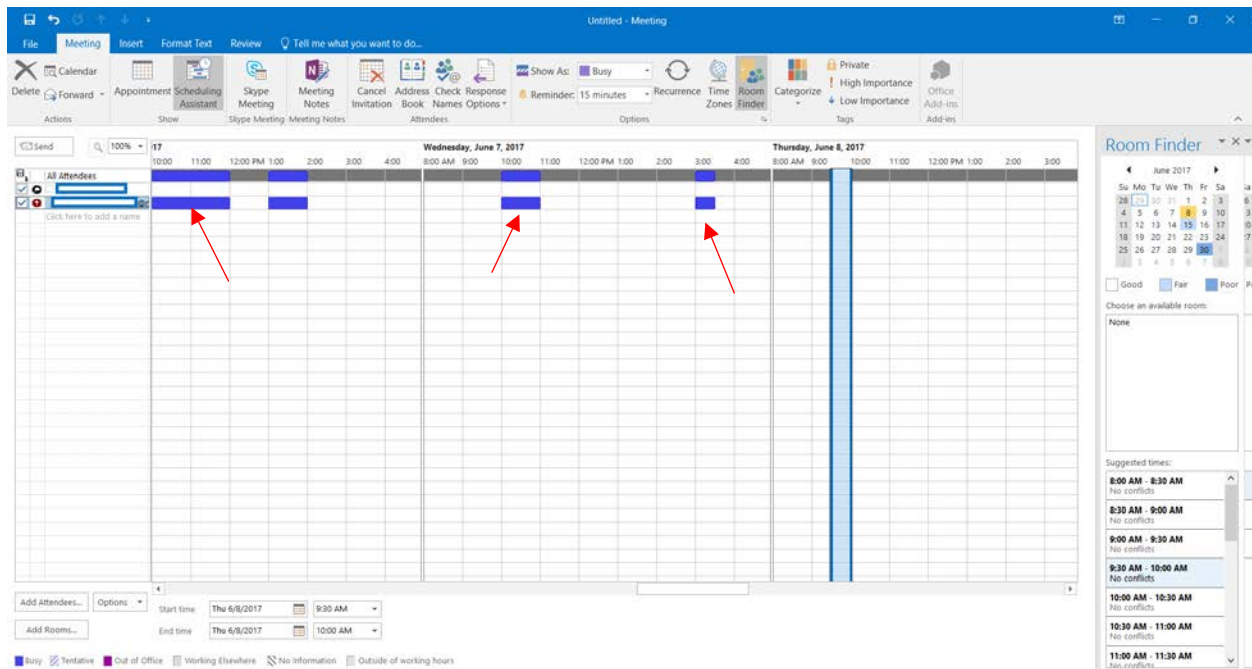 Untitled - Meeting
File Meeting Insert Format Text Review Tell me what you want to do...
Delete Calendar Forward Appointment Scheduling Assistant Skype Meeting Meeting Notes Cancel Invitation Address Book Check Names Response Options Show As: Busy Reminder: 15 minutes Recurrence Time Zones Room Finder Categorize Private High Importance Low Importance Office Add-ins
Actions Show Skype Meeting Meeting Notes Attendees Options Tags Add-ins
Send 100% 17 Wednesday, June 7, 2017 Thursday, June 8, 2017
10:00 11:00 12:00 PM 1:00 2:00 3:00 4:00 8:00 AM 9:00 10:00 11:00 12:00 PM 1:00 2:00 3:00 4:00 8:00 AM 9:00 10:00 11:00 12:00 PM 1:00 2:00 3:00
All Attendees
Click here to add a name
Room Finder
June 2017
Su Mo Tu We Th Fr Sa
28 29 30 31 1 2 3
4 5 6 7 8 9 10
11 12 13 14 15 16 17
18 19 20 21 22 23 24
25 26 27 28 29 30 1
2 3 4 5 6 7 8
Good Fair Poor
Choose an available room:
None
Suggested times:
8:00 AM - 8:30 AM
No conflicts
8:30 AM - 9:00 AM
No conflicts
9:00 AM - 9:30 AM
No conflicts
9:30 AM - 10:00 AM
No conflicts
10:00 AM - 10:30 AM
No conflicts
10:30 AM - 11:00 AM
No conflicts
11:00 AM - 11:30 AM
No conflicts
Add Attendees... Options Start time Thu 6/8/2017 9:30 AM
Add Rooms... End time Thu 6/8/2017 10:00 AM
Busy Tentative Out of Office Working Elsewhere No Information Outside of working hours